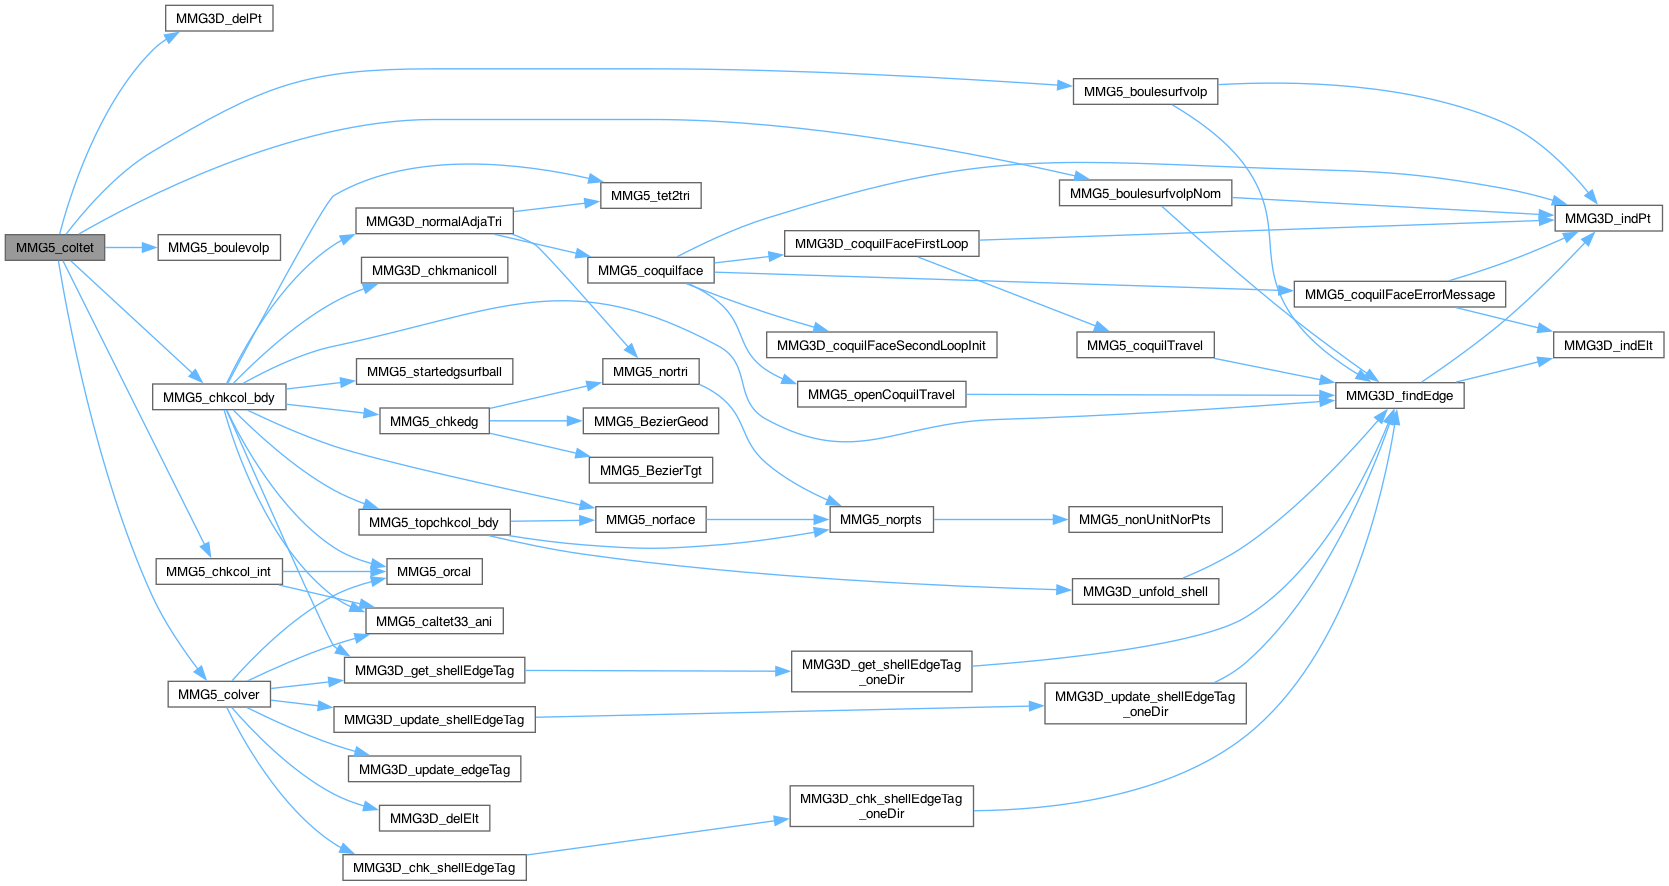 MMG3D_delPt
MMG5_coltet
MMG5_boulevolp
MMG5_chkcol_bdy
MMG5_chkcol_int
MMG5_colver
MMG3D_normalAdjaTri
MMG3D_chkmanicoll
MMG5_startedgsurfball
MMG5_chkedg
MMG5_topchkcol_bdy
MMG5_orcal
MMG5_caltet33_ani
MMG3D_get_shellEdgeTag
MMG3D_update_shellEdgeTag
MMG3D_update_edgeTag
MMG3D_delElt
MMG3D_chk_shellEdgeTag
MMG5_tet2tri
MMG5_coquilface
MMG5_nortri
MMG5_BezierGeod
MMG5_BezierTgt
MMG5_norface
MMG3D_coquilFaceFirstLoop
MMG3D_coquilFaceSecondLoopInit
MMG5_openCoquilTravel
MMG5_norpts
MMG3D_get_shellEdgeTag
_oneDir
MMG3D_chk_shellEdgeTag
_oneDir
MMG5_boulesurfvolp
MMG5_boulesurfvolpNom
MMG5_coquilTravel
MMG5_nonUnitNorPts
MMG3D_unfold_shell
MMG3D_update_shellEdgeTag
_oneDir
MMG5_coquilFaceErrorMessage
MMG3D_findEdge
MMG3D_indPt
MMG3D_indElt